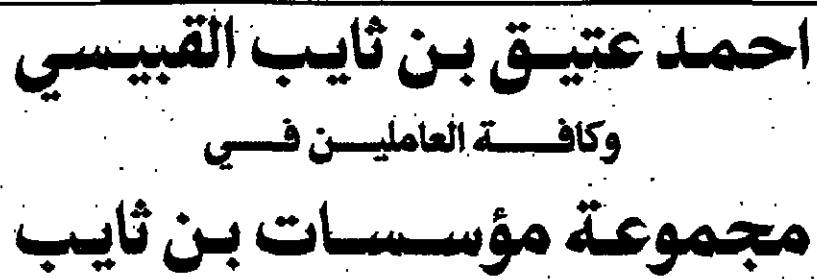 احمد عتيق بن ثايب القبيسي
وكافة العاملين في
مجموعة مؤسسات بن ثايب